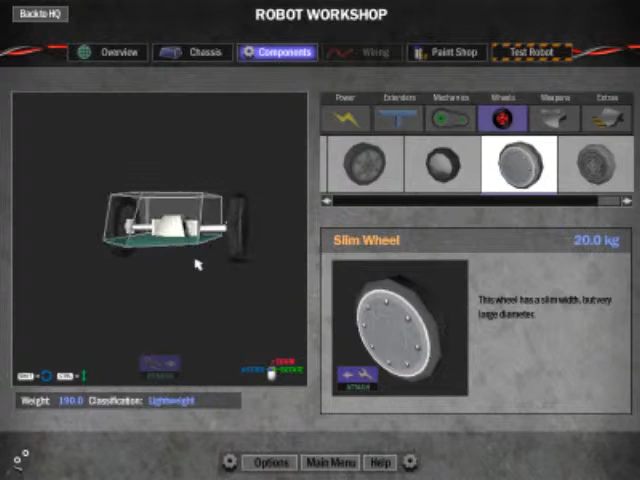 Back to HQ
ROBOT WORKSHOP
Overview
Chassis
Components
Wiring
Paint Shop
Test Robot
Power
Extenders
Mechanics
Wheels
Weapons
Extras
Slim Wheel
20.0 kg
This wheel has a slim width, but very
large diameter.
ATTACH
Weight 190.0 Classification: Lightweight
Options
Main Menu
Help